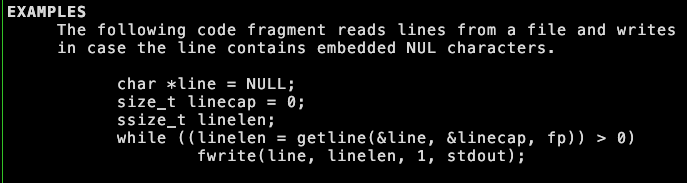 EXAMPLES
The following code fragment reads lines from a file and writes
in case the line contains embedded NUL characters.
char *line = NULL;
size_t linecap = 0;
ssize_t linelen;
while ((linelen = getline(&line, &linecap, fp)) > 0)
fwrite(line, linelen, 1, stdout);